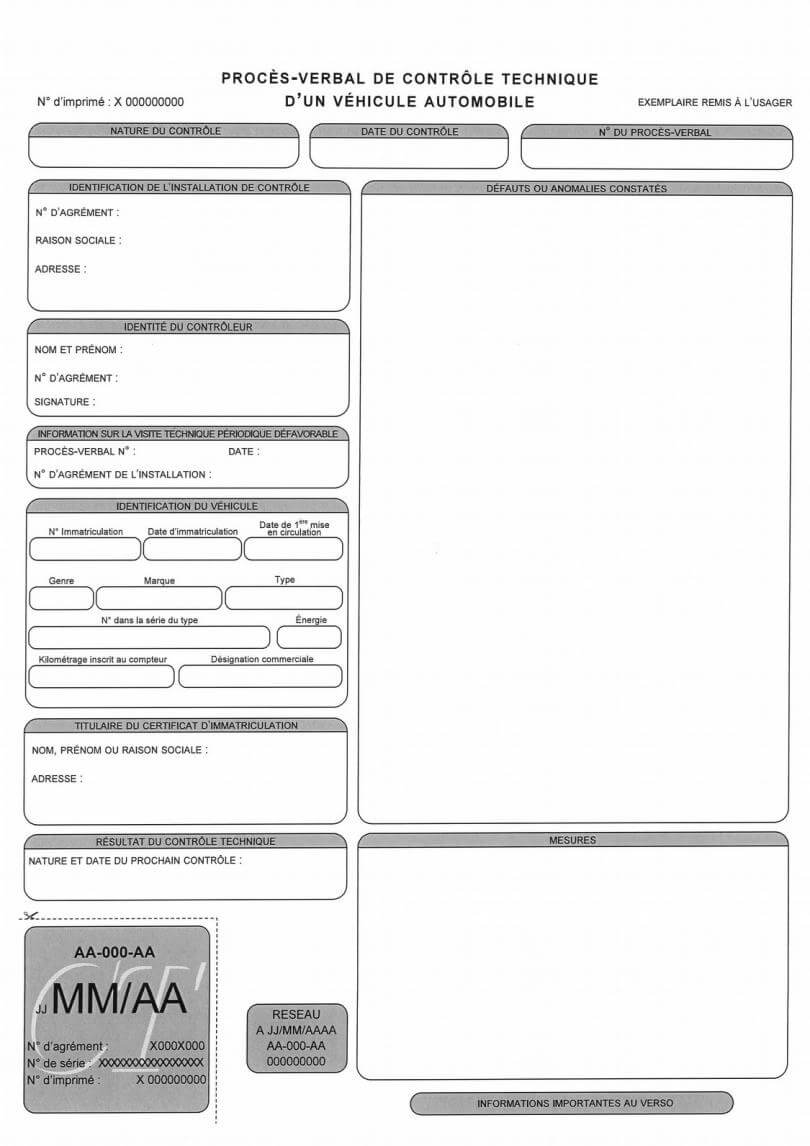 PROCÈS-VERBAL DE CONTRÔLE TECHNIQUE
D'UN VÉHICULE AUTOMOBILE
N° d'imprimé : X 000000000
EXEMPLAIRE REMIS À L'USAGER
NATURE DU CONTRÔLE
DATE DU CONTRÔLE
N° DU PROCÈS-VERBAL
IDENTIFICATION DE L'INSTALLATION DE CONTRÔLE
N° D'AGRÉMENT :
RAISON SOCIALE :
ADRESSE :
IDENTITÉ DU CONTRÔLEUR
NOM ET PRÉNOM :
N° D'AGRÉMENT :
SIGNATURE :
INFORMATION SUR LA VISITE TECHNIQUE PÉRIODIQUE DÉFAVORABLE
PROCÈS-VERBAL N° : DATE :
N° D'AGRÉMENT DE L'INSTALLATION :
IDENTIFICATION DU VÉHICULE
N° Immatriculation
Date d'immatriculation
Date de 1ère mise
en circulation
Genre
Marque
Type
N° dans la série du type
Énergie
Kilométrage inscrit au compteur
Désignation commerciale
TITULAIRE DU CERTIFICAT D'IMMATRICULATION
NOM, PRÉNOM OU RAISON SOCIALE :
ADRESSE :
RÉSULTAT DU CONTRÔLE TECHNIQUE
NATURE ET DATE DU PROCHAIN CONTRÔLE :
DÉFAUTS OU ANOMALIES CONSTATÉS
MESURES
CT
AA-000-AA
JJ MM/AA
N° d'agrément : X000X000
N° de série : XXXXXXXXXXXXXXXXX
N° d'imprimé : X 000000000
RESEAU
A JJ/MM/AAAA
AA-000-AA
000000000
INFORMATIONS IMPORTANTES AU VERSO